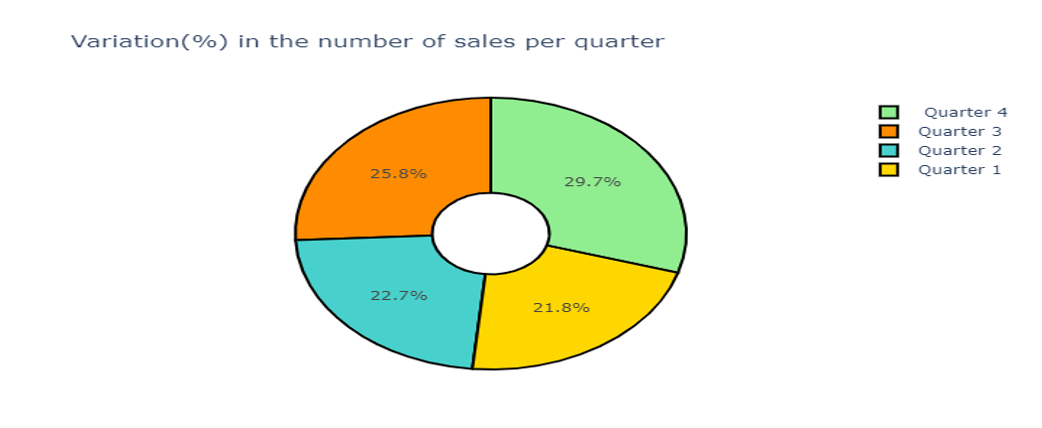 Variation(%) in the number of sales per quarter
Quarter 4
Quarter 3
Quarter 2
Quarter 1
25.8%
29.7%
22.7%
21.8%